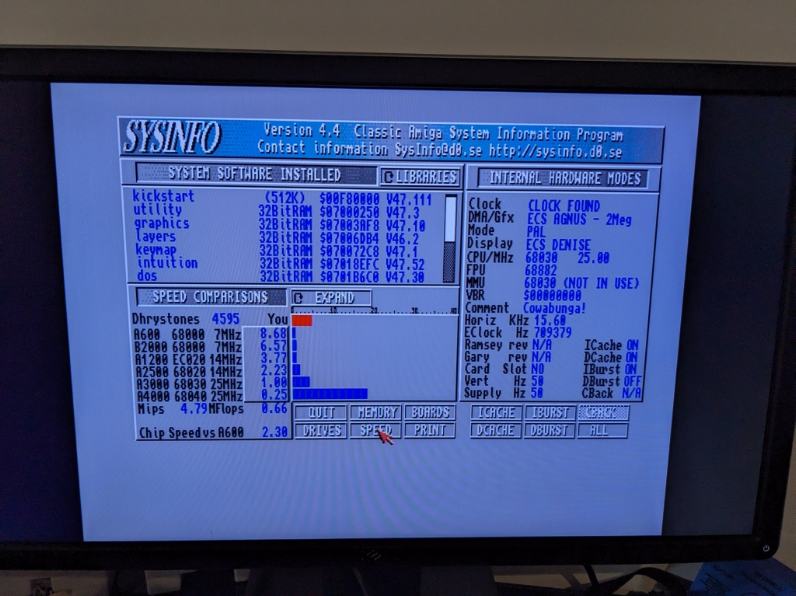 SYSINFO
Version 4.4 Classic Amiga System Information Program
Contact information SysInfo@d0.se http://sysinfo.d0.se
SYSTEM SOFTWARE INSTALLED
LIBRARIES
kickstart (512K) $00F80000 V47.111
utility 32BitRAM $07000250 V47.3
graphics 32BitRAM $07003AF8 V47.10
layers 32BitRAM $07006DB4 V46.2
keymap 32BitRAM $070072C8 V47.1
intuition 32BitRAM $07018EFC V47.52
dos 32BitRAM $0701B6C0 V47.30
SPEED COMPARISONS
EXPAND
Dhrystones 4595 You
A600 68000 7MHz 8.68
B2000 68000 7MHz 6.57
A1200 EC020 14MHz 3.77
A2500 68020 14MHz 2.23
A3000 68030 25MHz 1.00
A4000 68040 25MHz 0.25
Mips 4.79 MFlops 0.66
Chip Speed vs A600 2.30
QUIT MEMORY BOARDS
DRIVES SPEED PRINT
INTERNAL HARDWARE MODES
Clock CLOCK FOUND
DMA/Gfx ECS AGNUS - 2Meg
Mode PAL
Display ECS DENISE
CPU/MHz 68030 25.00
FPU 68882
MMU 68030 (NOT IN USE)
VBR $00000000
Comment Cowabunga!
Horiz KHz 15.60
EClock Hz 709379
Ramsey rev N/A ICache ON
Gary rev N/A DCache ON
Card Slot NO IBurst ON
Vert Hz 50 DBurst OFF
Supply Hz 50 CBack N/A
ICACHE IBURST CBACK
DCACHE DBURST ALL